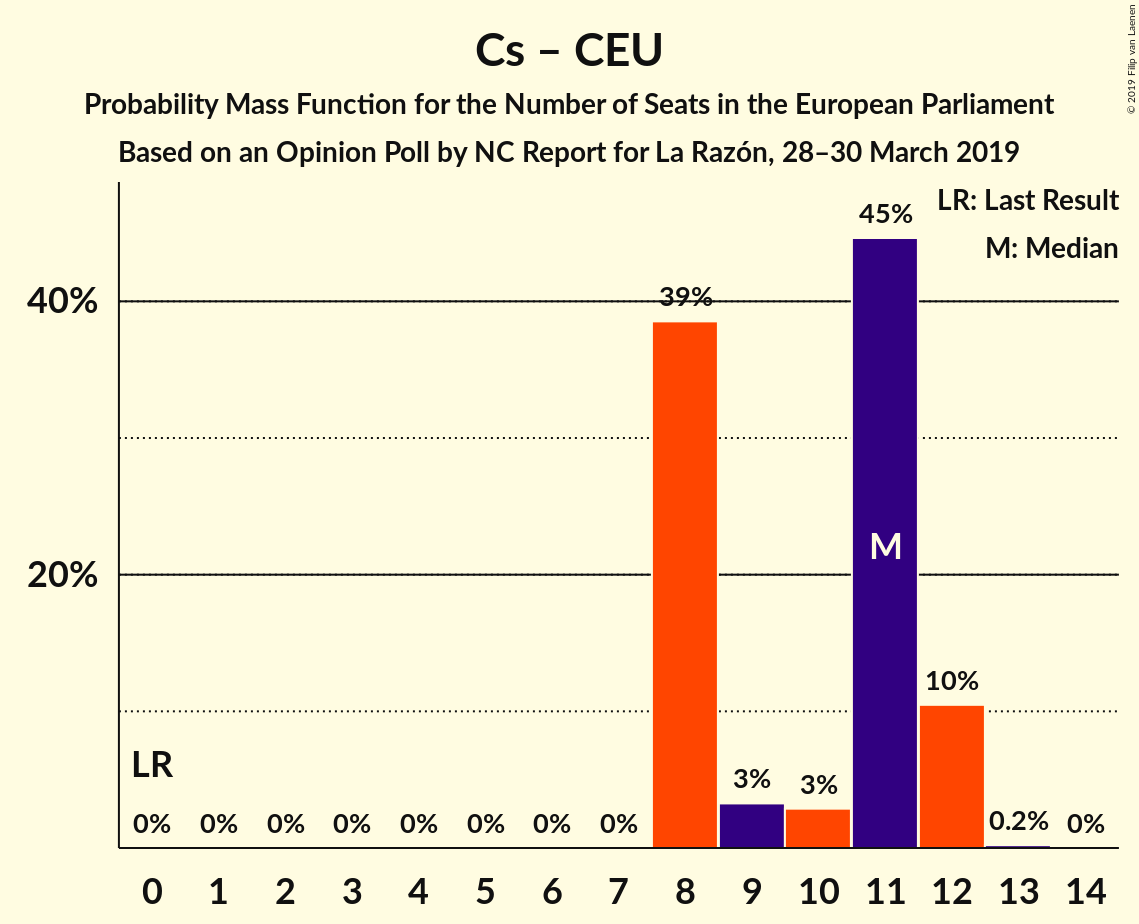 Cs – CEU
Probability Mass Function for the Number of Seats in the European Parliament
Based on an Opinion Poll by NC Report for La Razón, 28–30 March 2019
© 2019 Filip van Laenen
LR: Last Result
M: Median
45%
39%
40%
M
20%
10%
LR
3%
3%
0% 0% 0% 0% 0% 0% 0% 0% 0.2% 0%
0 1 2 3 4 5 6 7 8 9 10 11 12 13 14